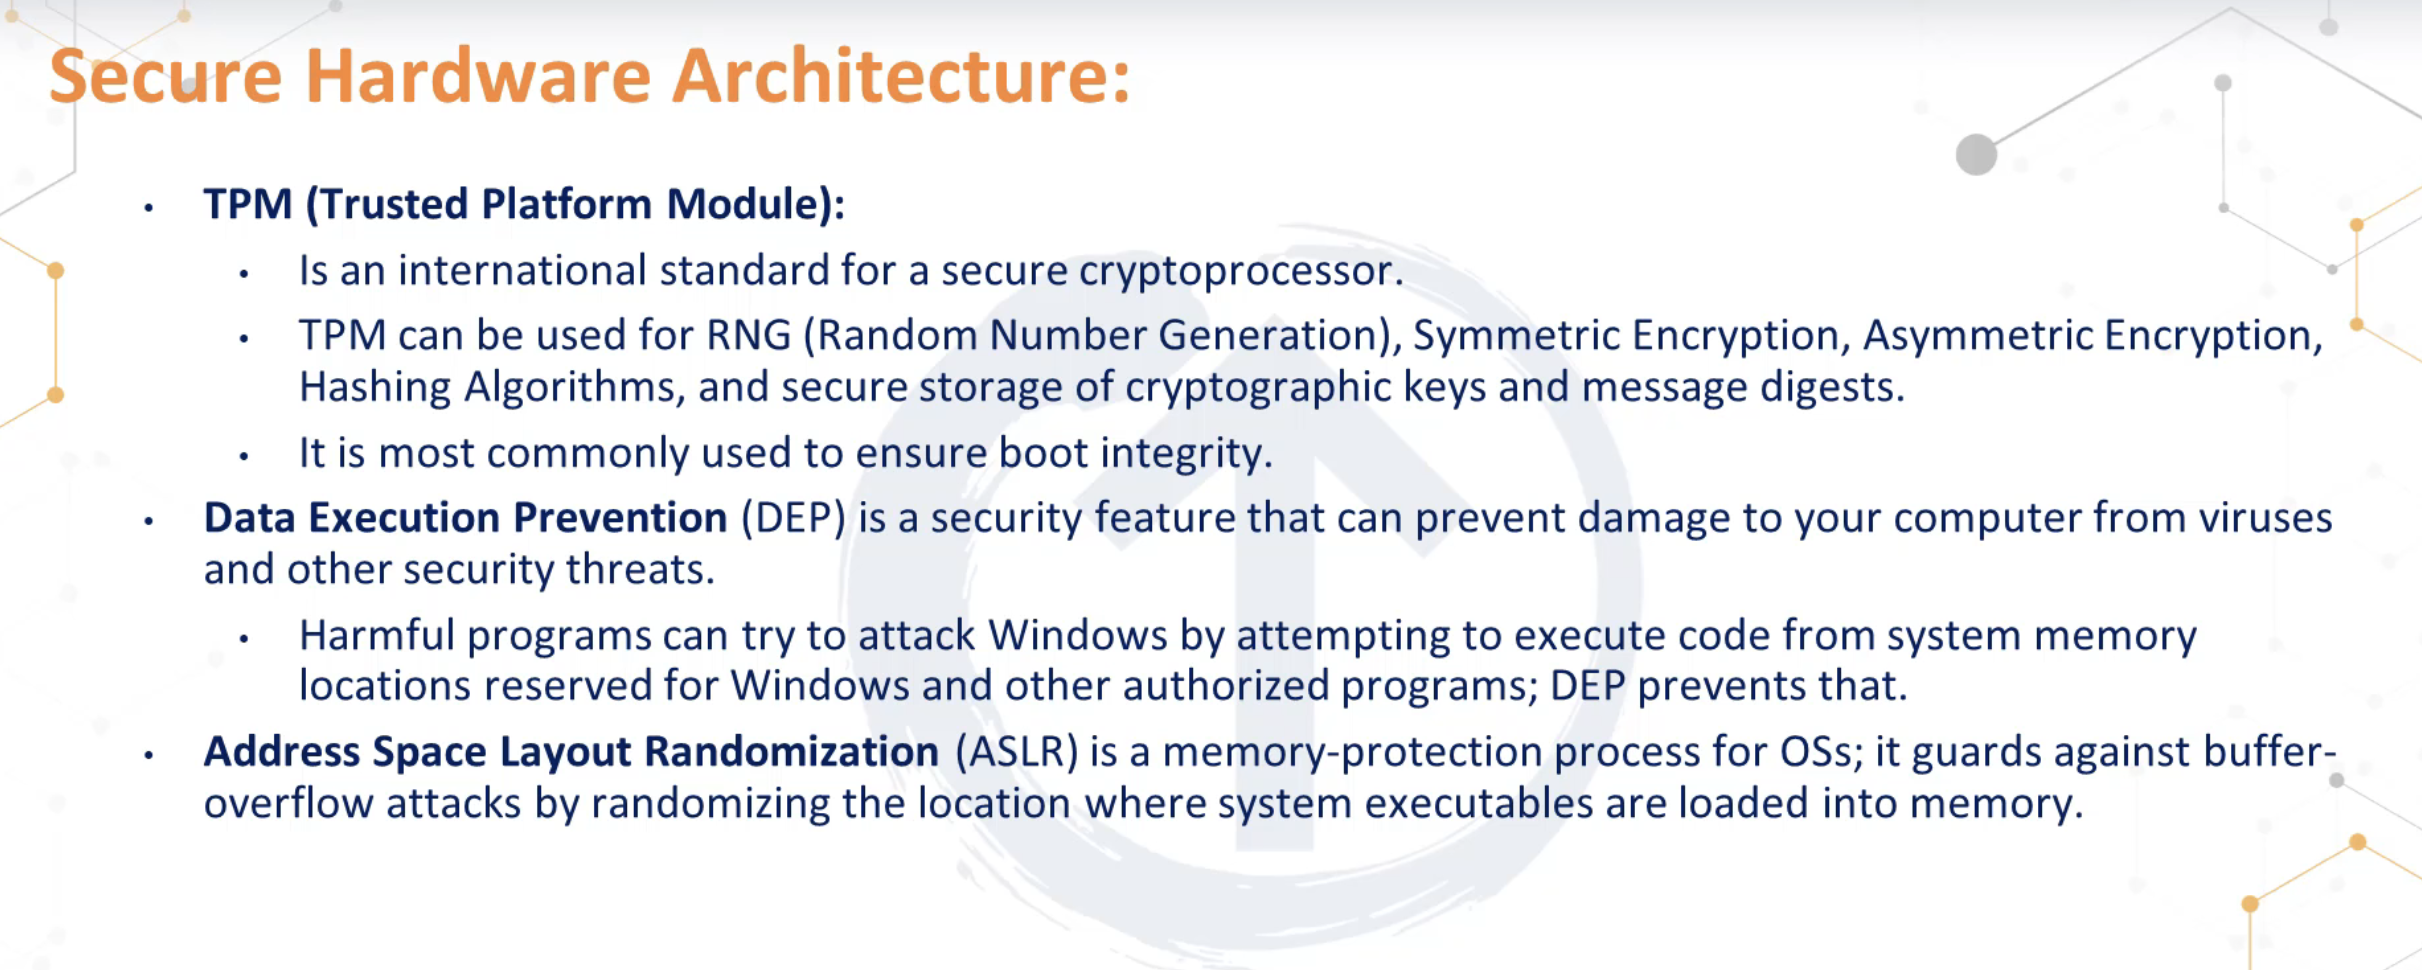 Secure Hardware Architecture:
• TPM (Trusted Platform Module):
• Is an international standard for a secure cryptoprocessor.
• TPM can be used for RNG (Random Number Generation), Symmetric Encryption, Asymmetric Encryption,
Hashing Algorithms, and secure storage of cryptographic keys and message digests.
• It is most commonly used to ensure boot integrity.
• Data Execution Prevention (DEP) is a security feature that can prevent damage to your computer from viruses
and other security threats.
• Harmful programs can try to attack Windows by attempting to execute code from system memory
locations reserved for Windows and other authorized programs; DEP prevents that.
• Address Space Layout Randomization (ASLR) is a memory-protection process for OSs; it guards against buffer-
overflow attacks by randomizing the location where system executables are loaded into memory.